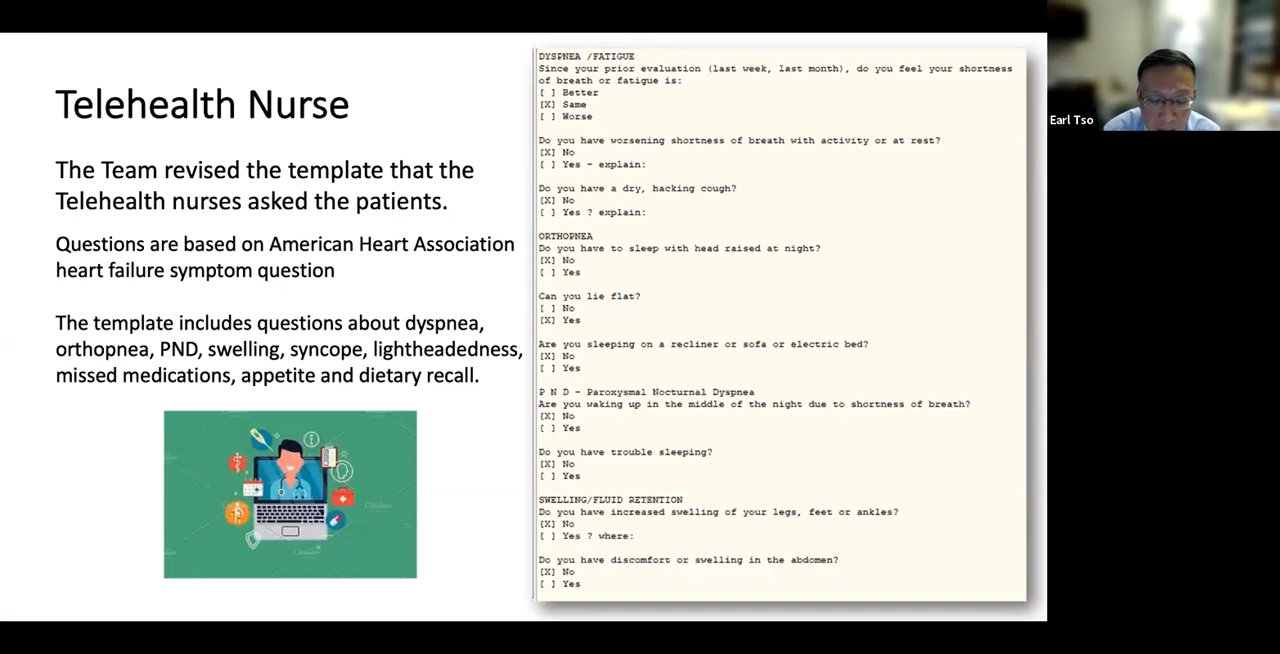 Telehealth Nurse
The Team revised the template that the
Telehealth nurses asked the patients.
Questions are based on American Heart Association
heart failure symptom question
The template includes questions about dyspnea,
orthopnea, PND, swelling, syncope, lightheadedness,
missed medications, appetite and dietary recall.
DYSPNEA /FATIGUE
Since your prior evaluation (last week, last month), do you feel your shortness
of breath or fatigue is:
[ ] Better
[X] Same
[ ] Worse
Do you have worsening shortness of breath with activity or at rest?
[X] No
[ ] Yes - explain:
Do you have a dry, hacking cough?
[X] No
[ ] Yes ? explain:
ORTHOPNEA
Do you have to sleep with head raised at night?
[X] No
[ ] Yes
Can you lie flat?
[ ] No
[X] Yes
Are you sleeping on a recliner or sofa or electric bed?
[X] No
[ ] Yes
P N D - Paroxysmal Nocturnal Dyspnea
Are you waking up in the middle of the night due to shortness of breath?
[X] No
[ ] Yes
Do you have trouble sleeping?
[X] No
[ ] Yes
SWELLING/FLUID RETENTION
Do you have increased swelling of your legs, feet or ankles?
[X] No
[ ] Yes ? where:
Do you have discomfort or swelling in the abdomen?
[X] No
[ ] Yes
Earl Tso